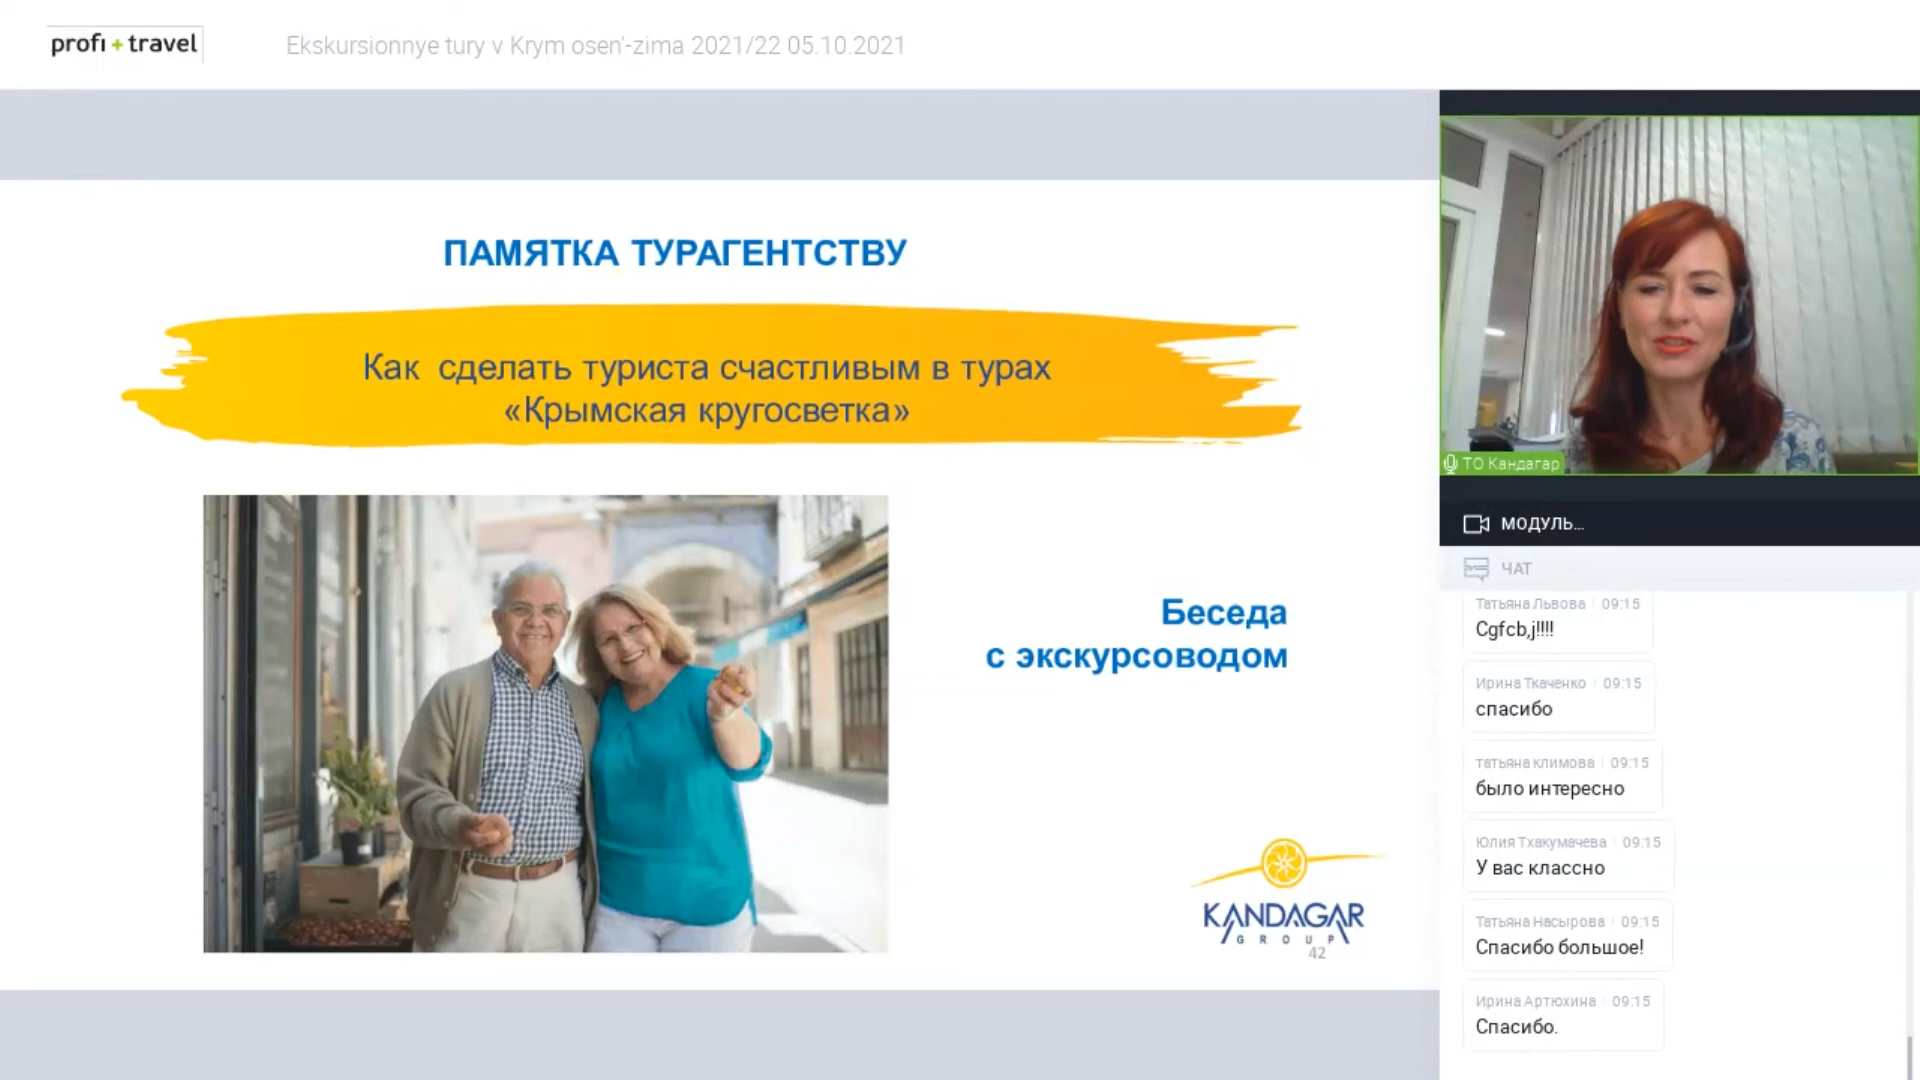 profi + travel
Ekskursionnye tury v Krym osen'-zima 2021/22 05.10.2021
ПАМЯТКА ТУРАГЕНТСТВУ
Как сделать туриста счастливым в турах
«Крымская кругосветка»
Беседа
с экскурсоводом
KANDAGAR
GROUP
42
ТО Кандагар
МОДУЛЬ...
ЧАТ
Татьяна Львова 09:15
Cgfcb,j!!!!
Ирина Ткаченко 09:15
спасибо
татьяна климова 09:15
было интересно
Юлия Тхакумачева 09:15
У вас классно
Татьяна Насырова 09:15
Спасибо большое!
Ирина Артюхина 09:15
Спасибо.